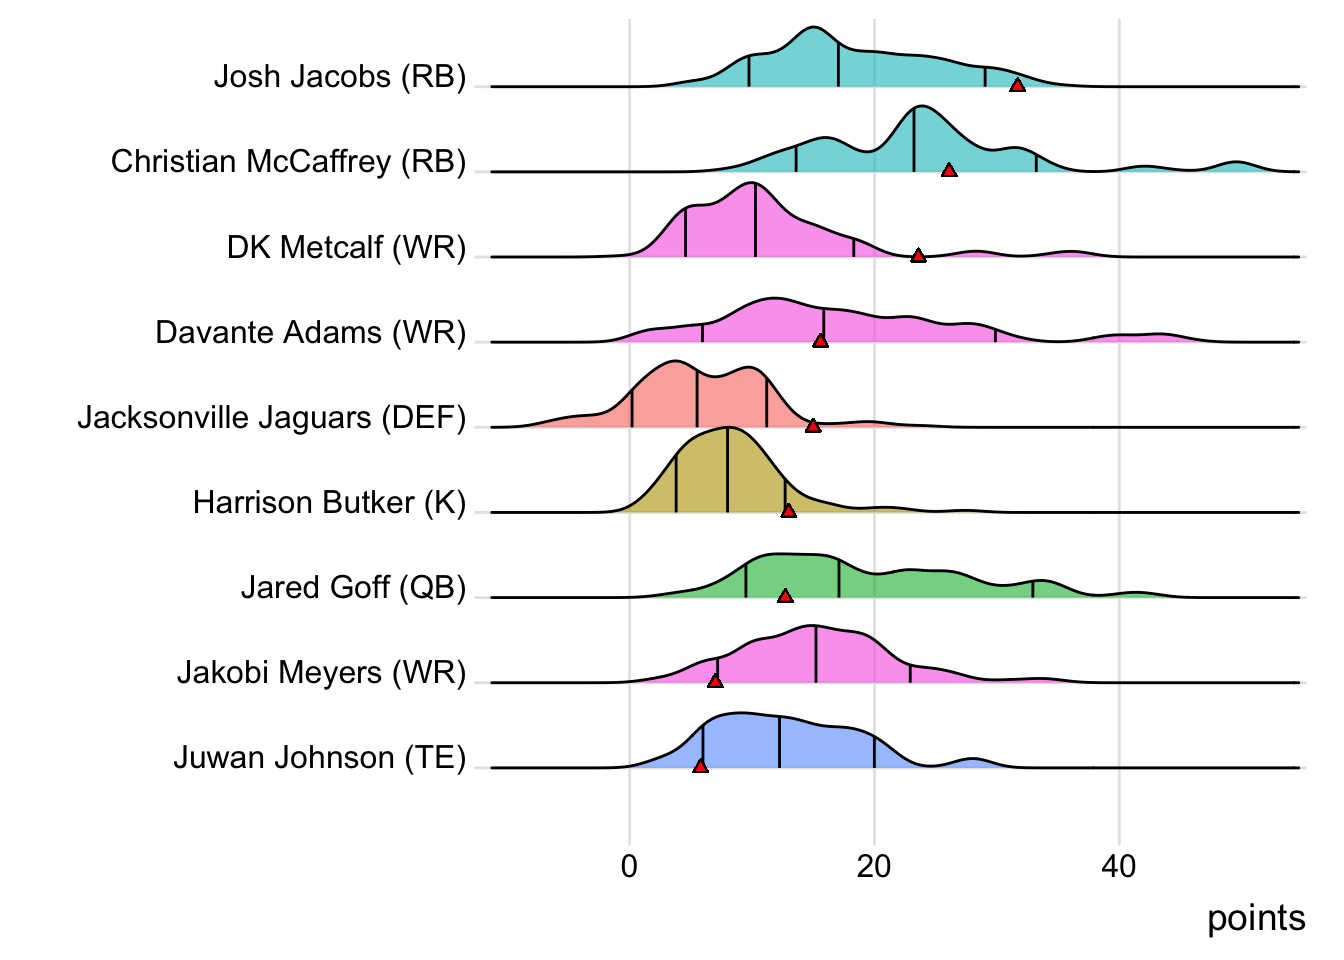 Josh Jacobs (RB)
Christian McCaffrey (RB)
DK Metcalf (WR)
Davante Adams (WR)
Jacksonville Jaguars (DEF)
Harrison Butker (K)
Jared Goff (QB)
Jakobi Meyers (WR)
Juwan Johnson (TE)
0 20 40
points